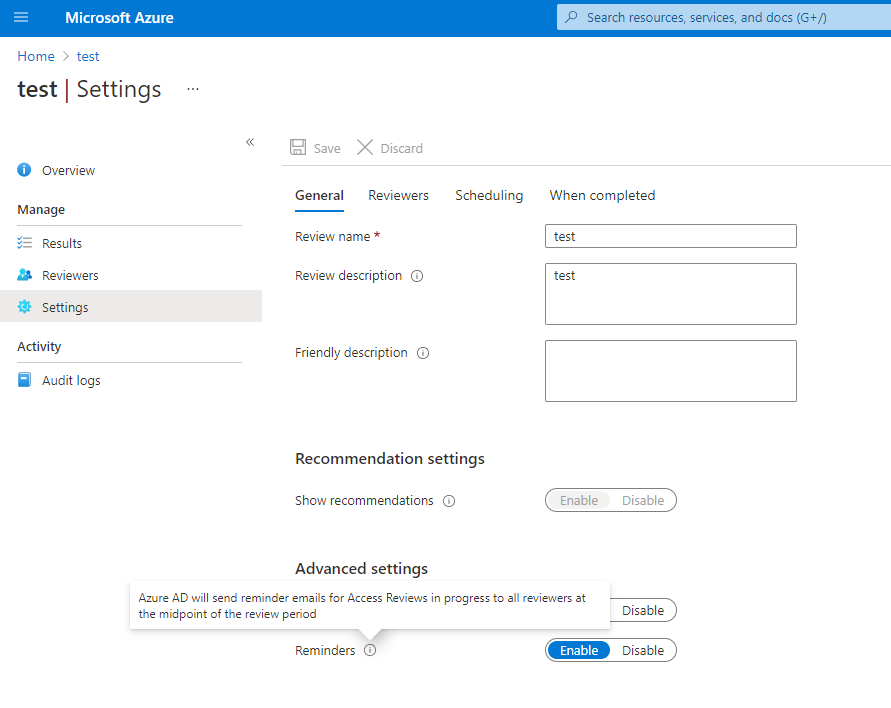 Microsoft Azure
Search resources, services, and docs (G+/)
Home > test
test | Settings ...
«
Save Discard
Overview
Manage
Results
Reviewers
Settings
Activity
Audit logs
General Reviewers Scheduling When completed
Review name * test
Review description test
Friendly description
Recommendation settings
Show recommendations Enable Disable
Advanced settings
Azure AD will send reminder emails for Access Reviews in progress to all reviewers at
the midpoint of the review period
Disable
Reminders Enable Disable